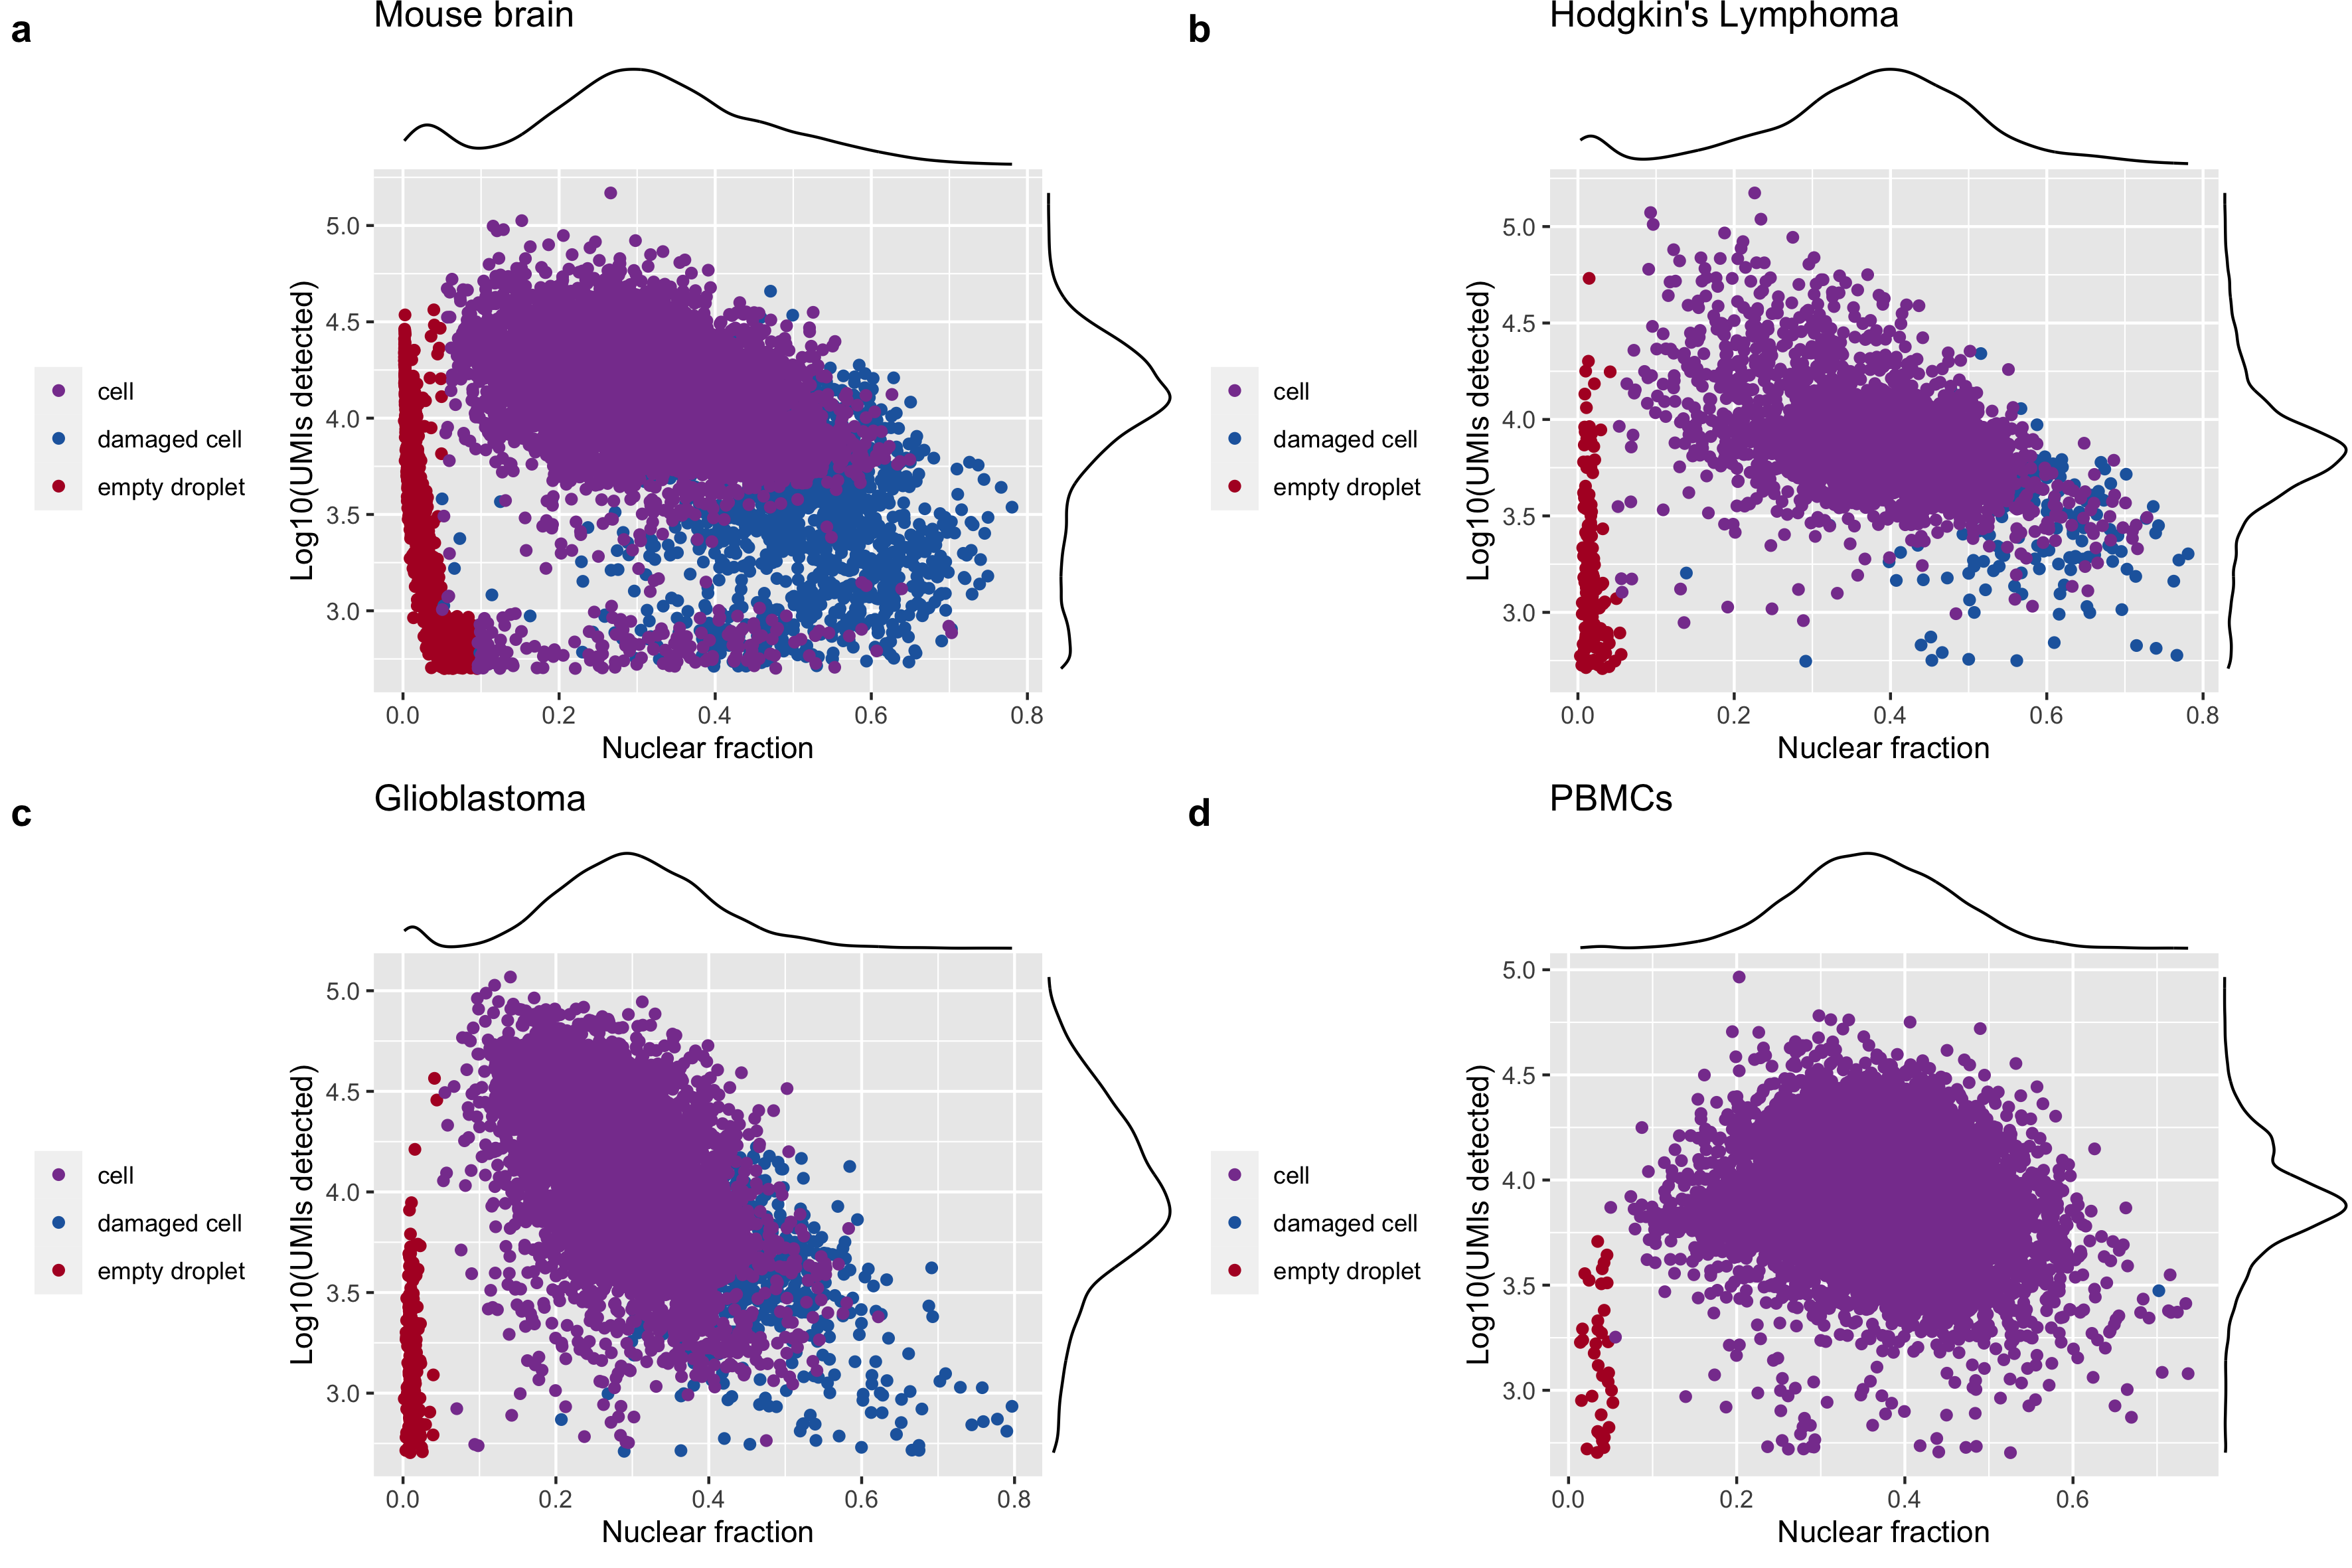 a
Mouse brain
Log10(UMIs detected)
5.0
4.5
4.0
3.5
3.0
0.0 0.2 0.4 0.6 0.8
Nuclear fraction
cell
damaged cell
empty droplet
b
Hodgkin's Lymphoma
Log10(UMIs detected)
5.0
4.5
4.0
3.5
3.0
0.0 0.2 0.4 0.6 0.8
Nuclear fraction
cell
damaged cell
empty droplet
c
Glioblastoma
Log10(UMIs detected)
5.0
4.5
4.0
3.5
3.0
0.0 0.2 0.4 0.6 0.8
Nuclear fraction
cell
damaged cell
empty droplet
d
PBMCs
Log10(UMIs detected)
5.0
4.5
4.0
3.5
3.0
0.0 0.2 0.4 0.6
Nuclear fraction
cell
damaged cell
empty droplet